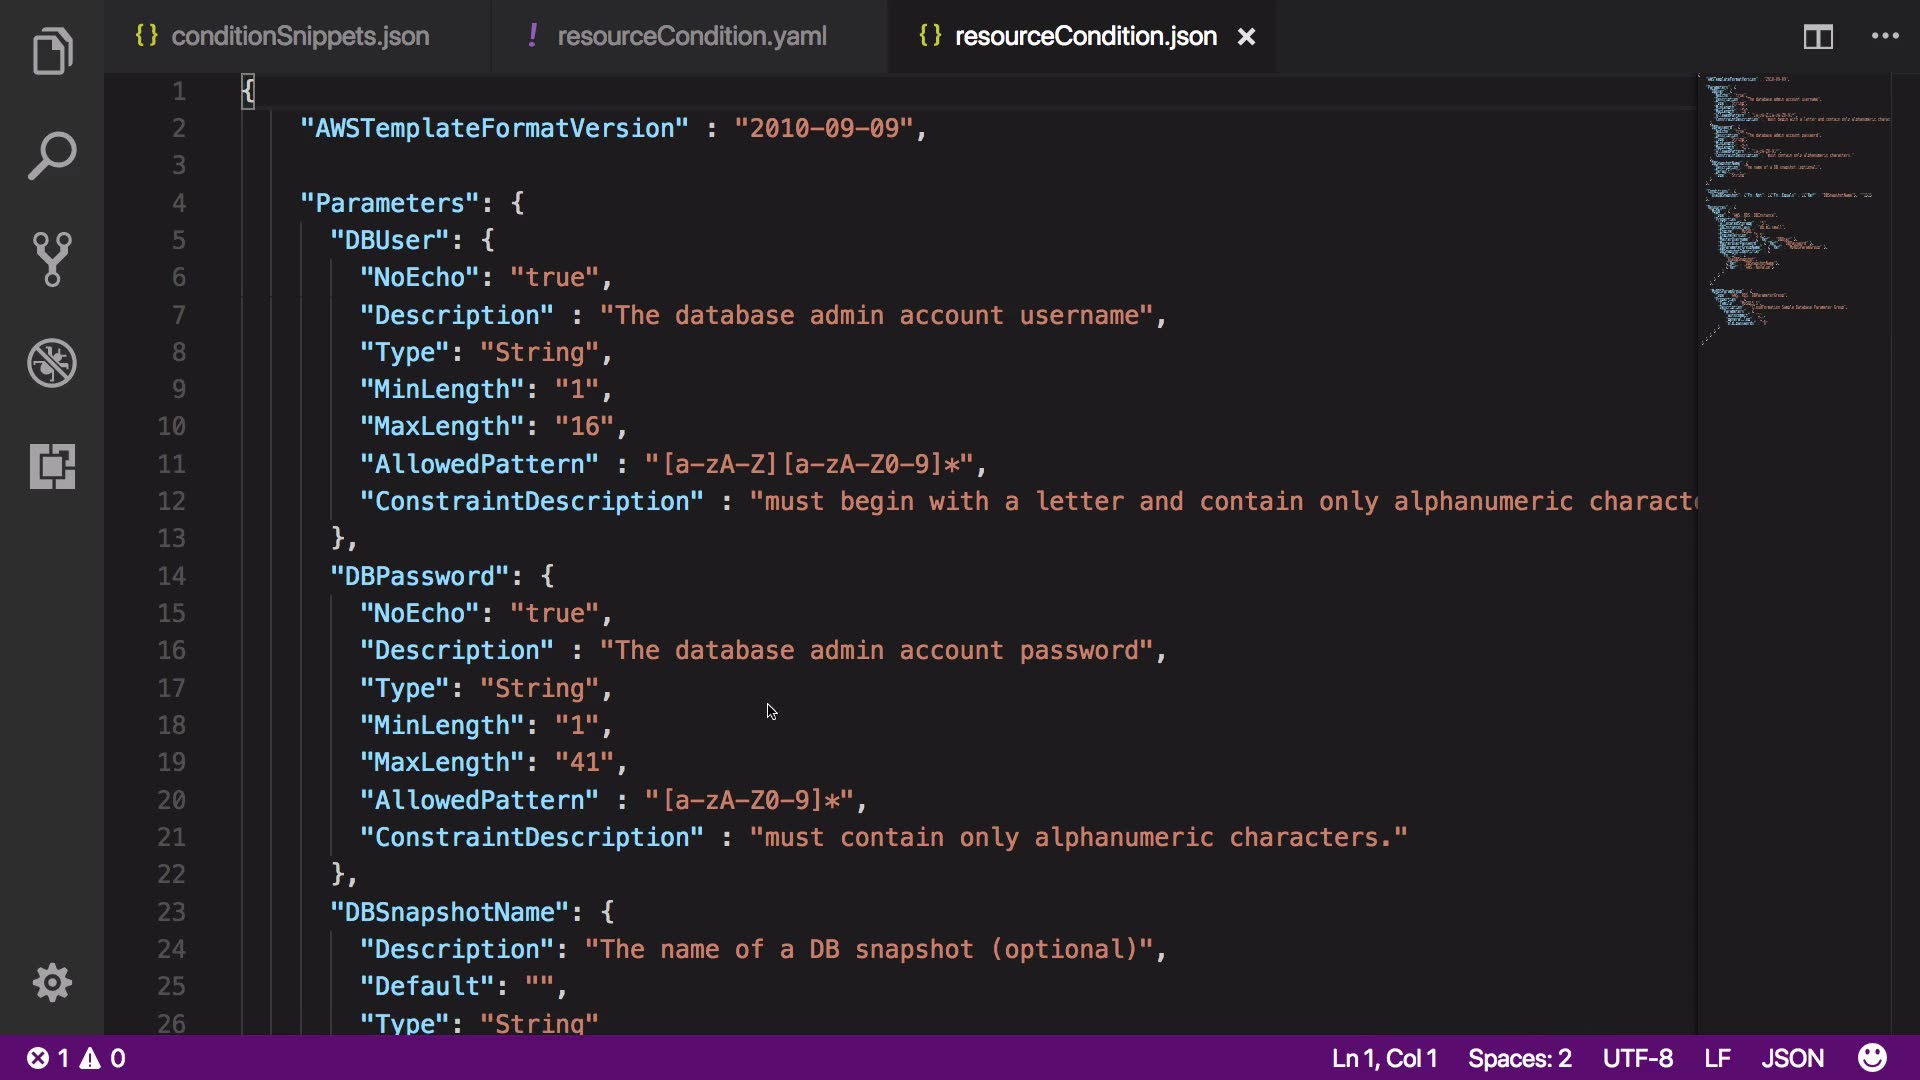 {} conditionSnippets.json
! resourceCondition.yaml
{} resourceCondition.json ×
1 {
2 "AWSTemplateFormatVersion" : "2010-09-09",
3
4 "Parameters": {
5 "DBUser": {
6 "NoEcho": "true",
7 "Description" : "The database admin account username",
8 "Type": "String",
9 "MinLength": "1",
10 "MaxLength": "16",
11 "AllowedPattern" : "[a-zA-Z][a-zA-Z0-9]*",
12 "ConstraintDescription" : "must begin with a letter and contain only alphanumeric characte
13 },
14 "DBPassword": {
15 "NoEcho": "true",
16 "Description" : "The database admin account password",
17 "Type": "String",
18 "MinLength": "1",
19 "MaxLength": "41",
20 "AllowedPattern" : "[a-zA-Z0-9]*",
21 "ConstraintDescription" : "must contain only alphanumeric characters."
22 },
23 "DBSnapshotName": {
24 "Description": "The name of a DB snapshot (optional)",
25 "Default": "",
26 "Type": "String"
1 0
Ln 1, Col 1 Spaces: 2 UTF-8 LF JSON